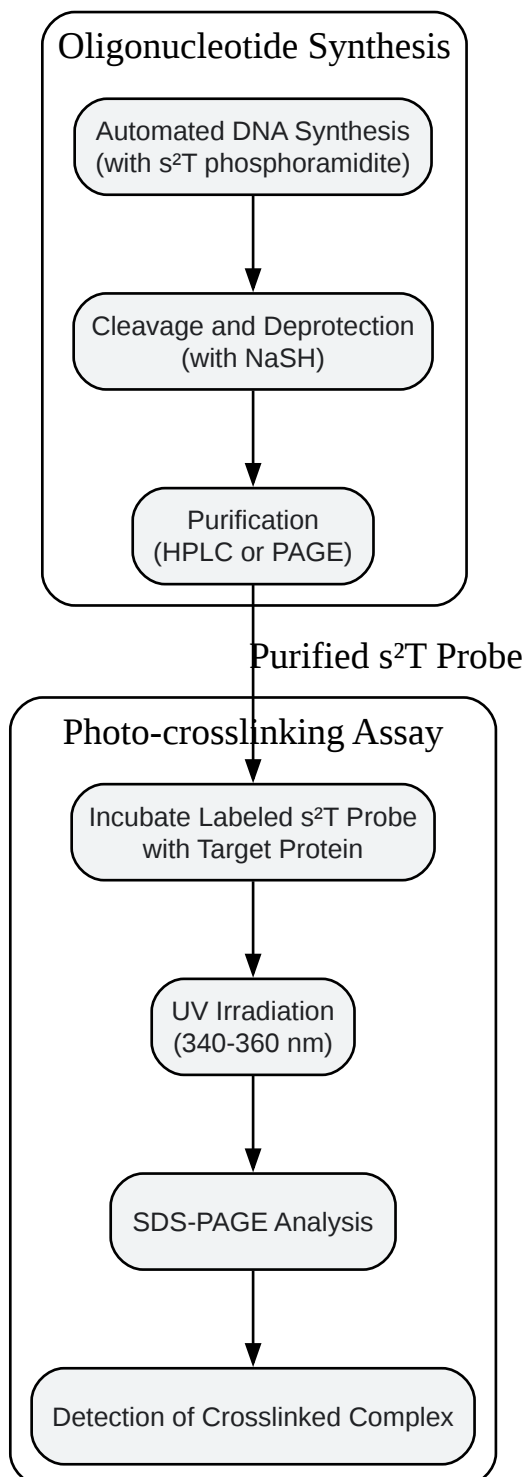 Oligonucleotide Synthesis
Automated DNA Synthesis
(with s²T phosphoramidite)
Cleavage and Deprotection
(with NaSH)
Purification
(HPLC or PAGE)
Purified s²T Probe
Photo-crosslinking Assay
Incubate Labeled s²T Probe
with Target Protein
UV Irradiation
(340-360 nm)
SDS-PAGE Analysis
Detection of Crosslinked Complex